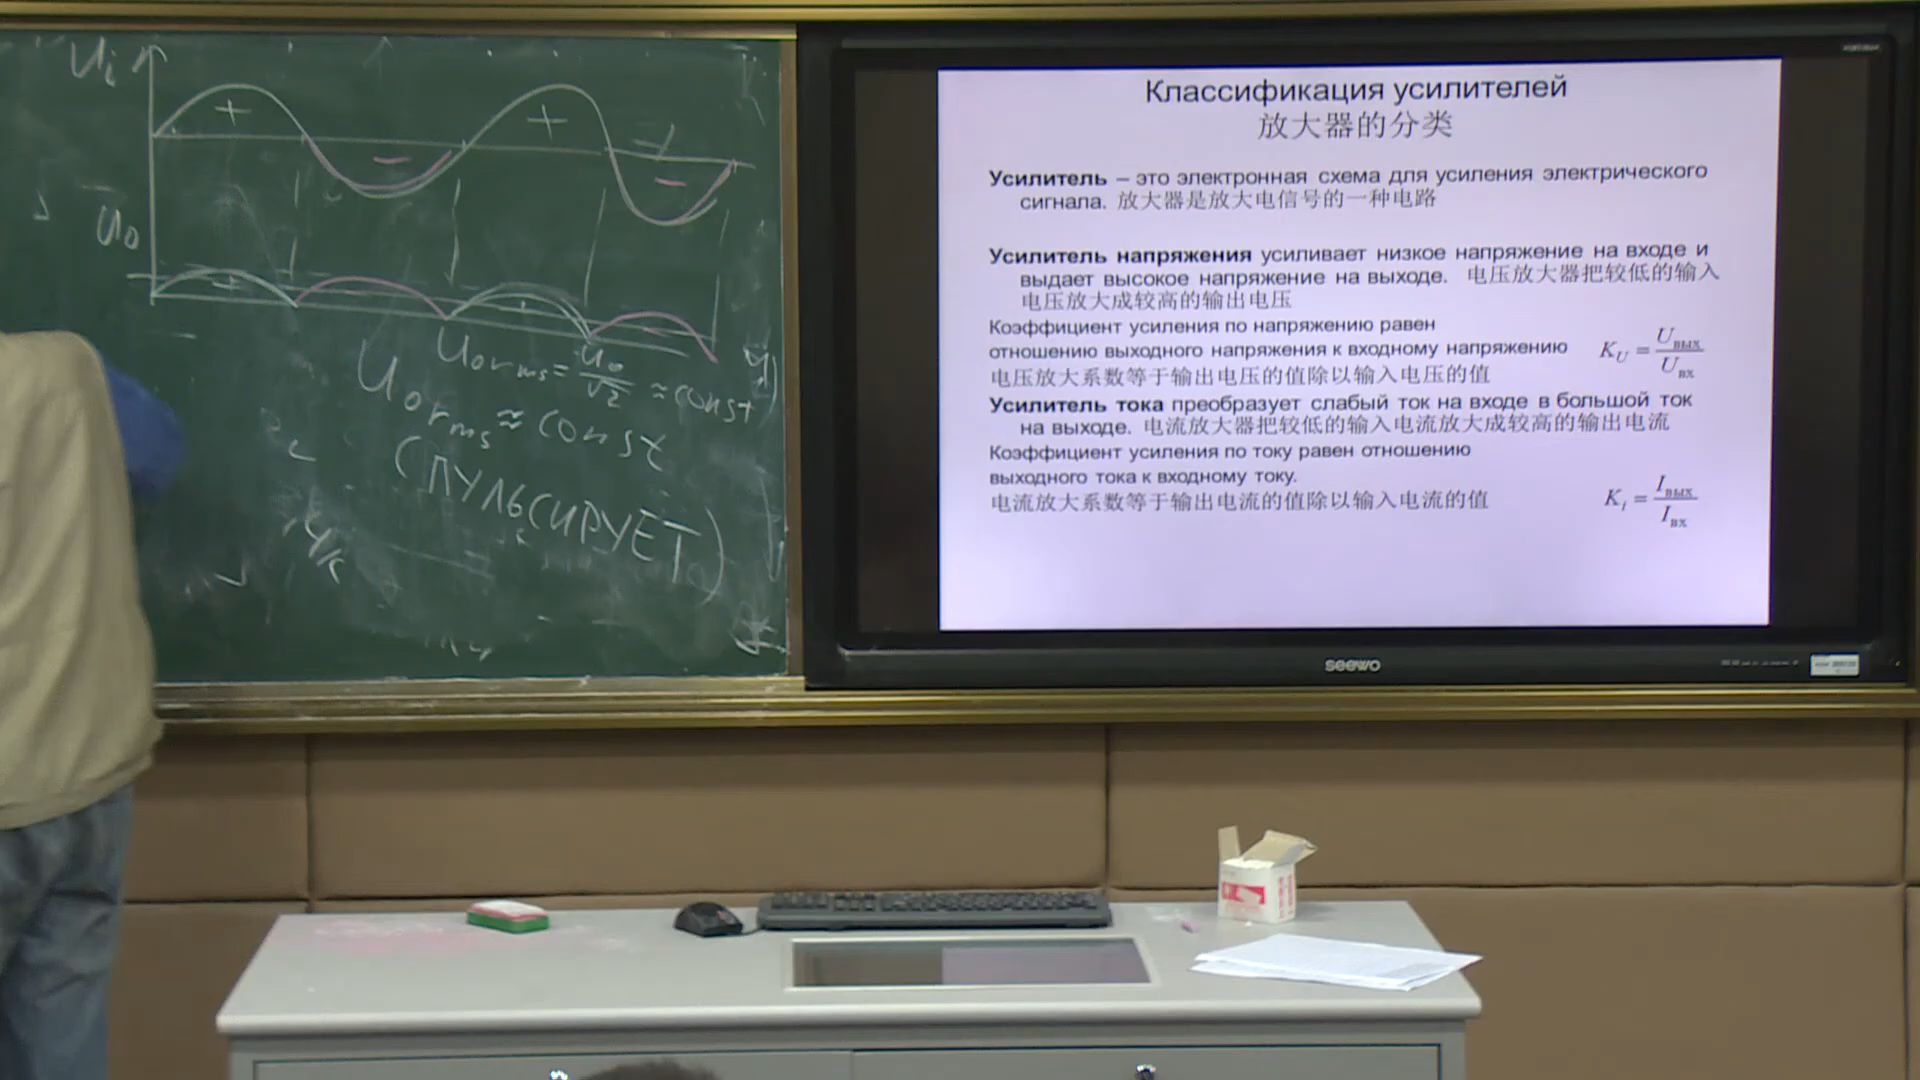 Ui
+
+
−
−
Uo
+
Uorms = Uo/√2 ≈ const
Uorms ≈ const
(ПУЛЬСИРУЕТ)
Классификация усилителей
放大器的分类
Усилитель – это электронная схема для усиления электрического
сигнала. 放大器是放大电信号的一种电路
Усилитель напряжения усиливает низкое напряжение на входе и
выдает высокое напряжение на выходе. 电压放大器把较低的输入
电压放大成较高的输出电压
Коэффициент усиления по напряжению равен
отношению выходного напряжения к входному напряжению
K_U = U_вых / U_вх
电压放大系数等于输出电压的值除以输入电压的值
Усилитель тока преобразует слабый ток на входе в большой ток
на выходе. 电流放大器把较低的输入电流放大成较高的输出电流
Коэффициент усиления по току равен отношению
выходного тока к входному току.
电流放大系数等于输出电流的值除以输入电流的值
K_I = I_вых / I_вх
seewo